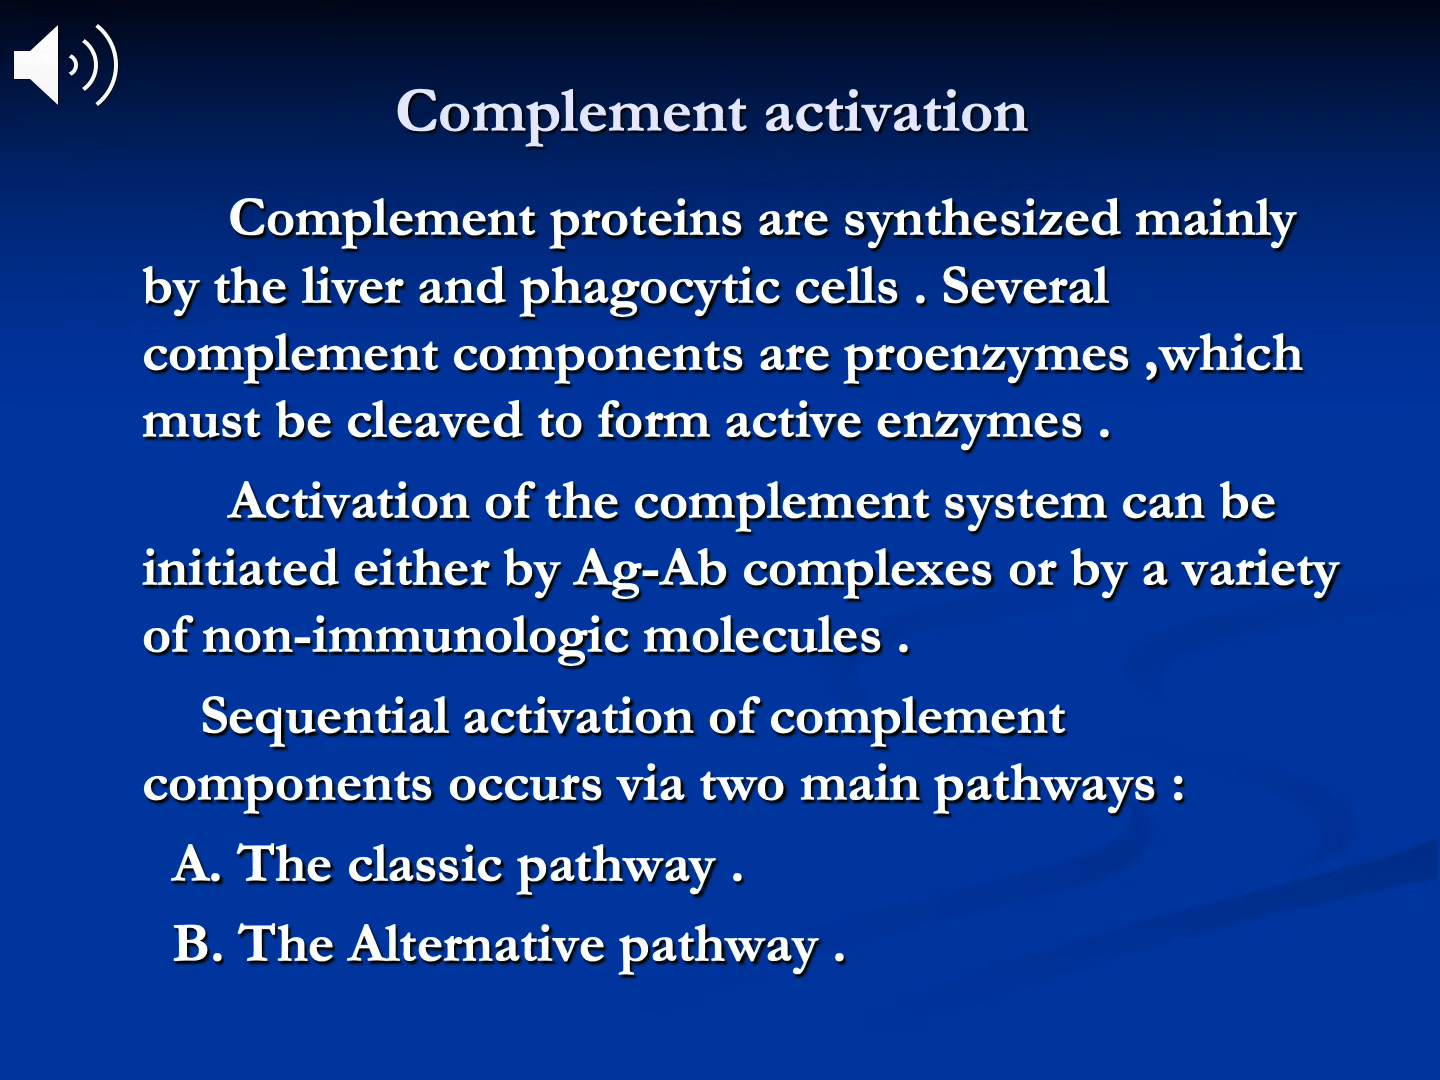 Complement activation
Complement proteins are synthesized mainly
by the liver and phagocytic cells . Several
complement components are proenzymes ,which
must be cleaved to form active enzymes .
Activation of the complement system can be
initiated either by Ag-Ab complexes or by a variety
of non-immunologic molecules .
Sequential activation of complement
components occurs via two main pathways :
A. The classic pathway .
B. The Alternative pathway .